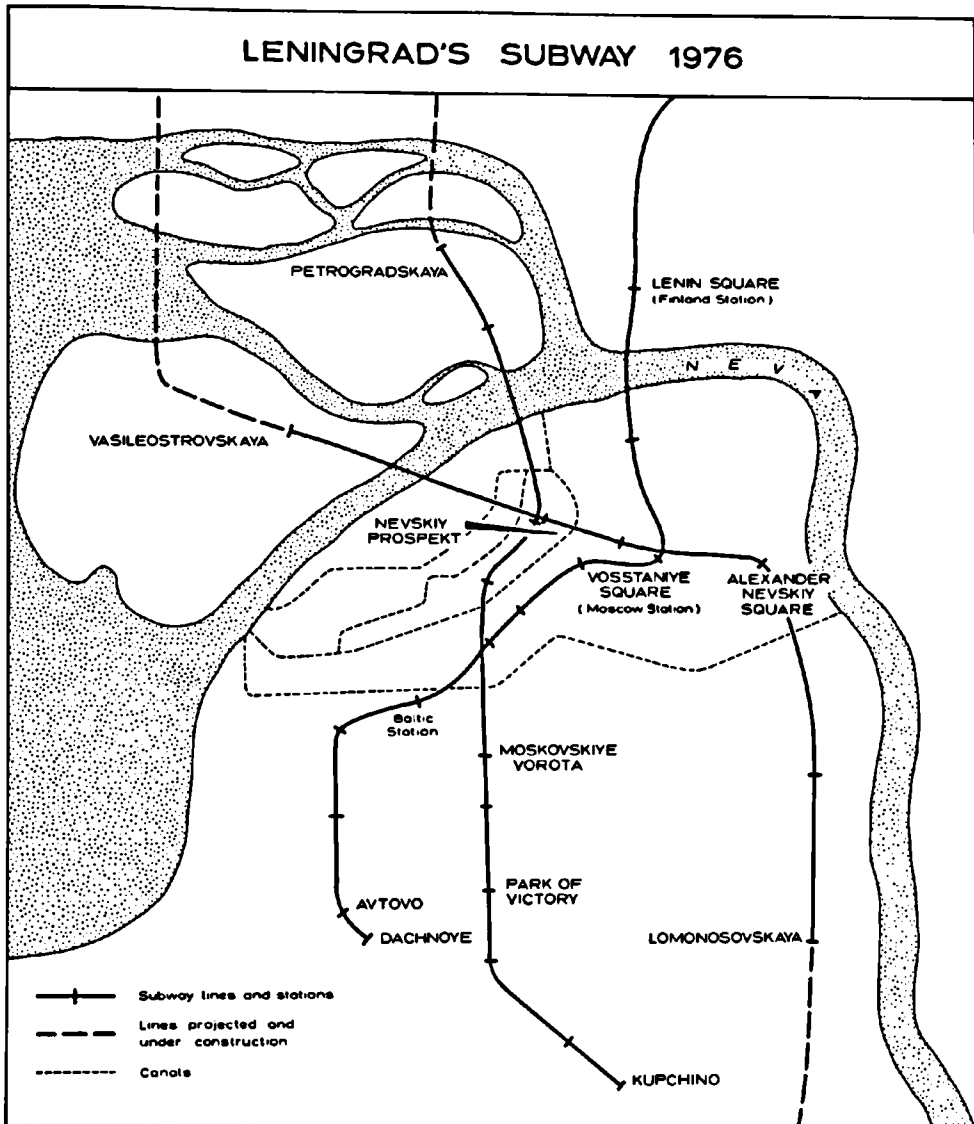 LENINGRAD'S SUBWAY 1976
PETROGRADSKAYA
LENIN SQUARE
(Finland Station)
NEVA
VASILEOSTROVSKAYA
NEVSKIY
PROSPEKT
VOSSTANIYE
SQUARE
(Moscow Station)
ALEXANDER
NEVSKIY
SQUARE
Baltic
Station
MOSKOVSKIYE
VOROTA
PARK OF
VICTORY
AVTOVO
DACHNOYE
LOMONOSOVSKAYA
KUPCHINO
Subway lines and stations
Lines projected and
under construction
Canals